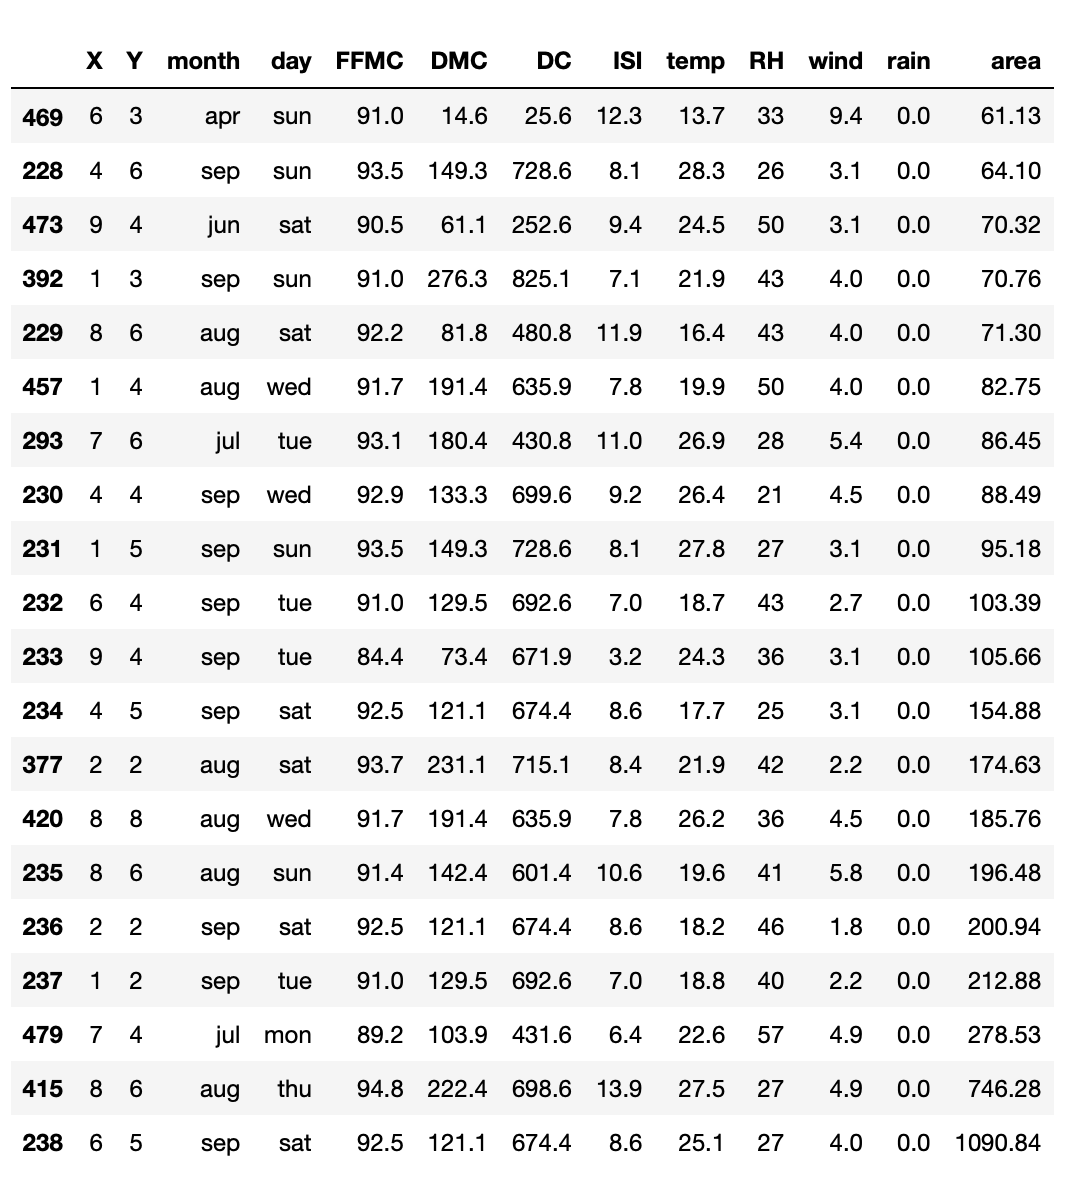 X Y month day FFMC DMC DC ISI temp RH wind rain area
469 6 3 apr sun 91.0 14.6 25.6 12.3 13.7 33 9.4 0.0 61.13
228 4 6 sep sun 93.5 149.3 728.6 8.1 28.3 26 3.1 0.0 64.10
473 9 4 jun sat 90.5 61.1 252.6 9.4 24.5 50 3.1 0.0 70.32
392 1 3 sep sun 91.0 276.3 825.1 7.1 21.9 43 4.0 0.0 70.76
229 8 6 aug sat 92.2 81.8 480.8 11.9 16.4 43 4.0 0.0 71.30
457 1 4 aug wed 91.7 191.4 635.9 7.8 19.9 50 4.0 0.0 82.75
293 7 6 jul tue 93.1 180.4 430.8 11.0 26.9 28 5.4 0.0 86.45
230 4 4 sep wed 92.9 133.3 699.6 9.2 26.4 21 4.5 0.0 88.49
231 1 5 sep sun 93.5 149.3 728.6 8.1 27.8 27 3.1 0.0 95.18
232 6 4 sep tue 91.0 129.5 692.6 7.0 18.7 43 2.7 0.0 103.39
233 9 4 sep tue 84.4 73.4 671.9 3.2 24.3 36 3.1 0.0 105.66
234 4 5 sep sat 92.5 121.1 674.4 8.6 17.7 25 3.1 0.0 154.88
377 2 2 aug sat 93.7 231.1 715.1 8.4 21.9 42 2.2 0.0 174.63
420 8 8 aug wed 91.7 191.4 635.9 7.8 26.2 36 4.5 0.0 185.76
235 8 6 aug sun 91.4 142.4 601.4 10.6 19.6 41 5.8 0.0 196.48
236 2 2 sep sat 92.5 121.1 674.4 8.6 18.2 46 1.8 0.0 200.94
237 1 2 sep tue 91.0 129.5 692.6 7.0 18.8 40 2.2 0.0 212.88
479 7 4 jul mon 89.2 103.9 431.6 6.4 22.6 57 4.9 0.0 278.53
415 8 6 aug thu 94.8 222.4 698.6 13.9 27.5 27 4.9 0.0 746.28
238 6 5 sep sat 92.5 121.1 674.4 8.6 25.1 27 4.0 0.0 1090.84